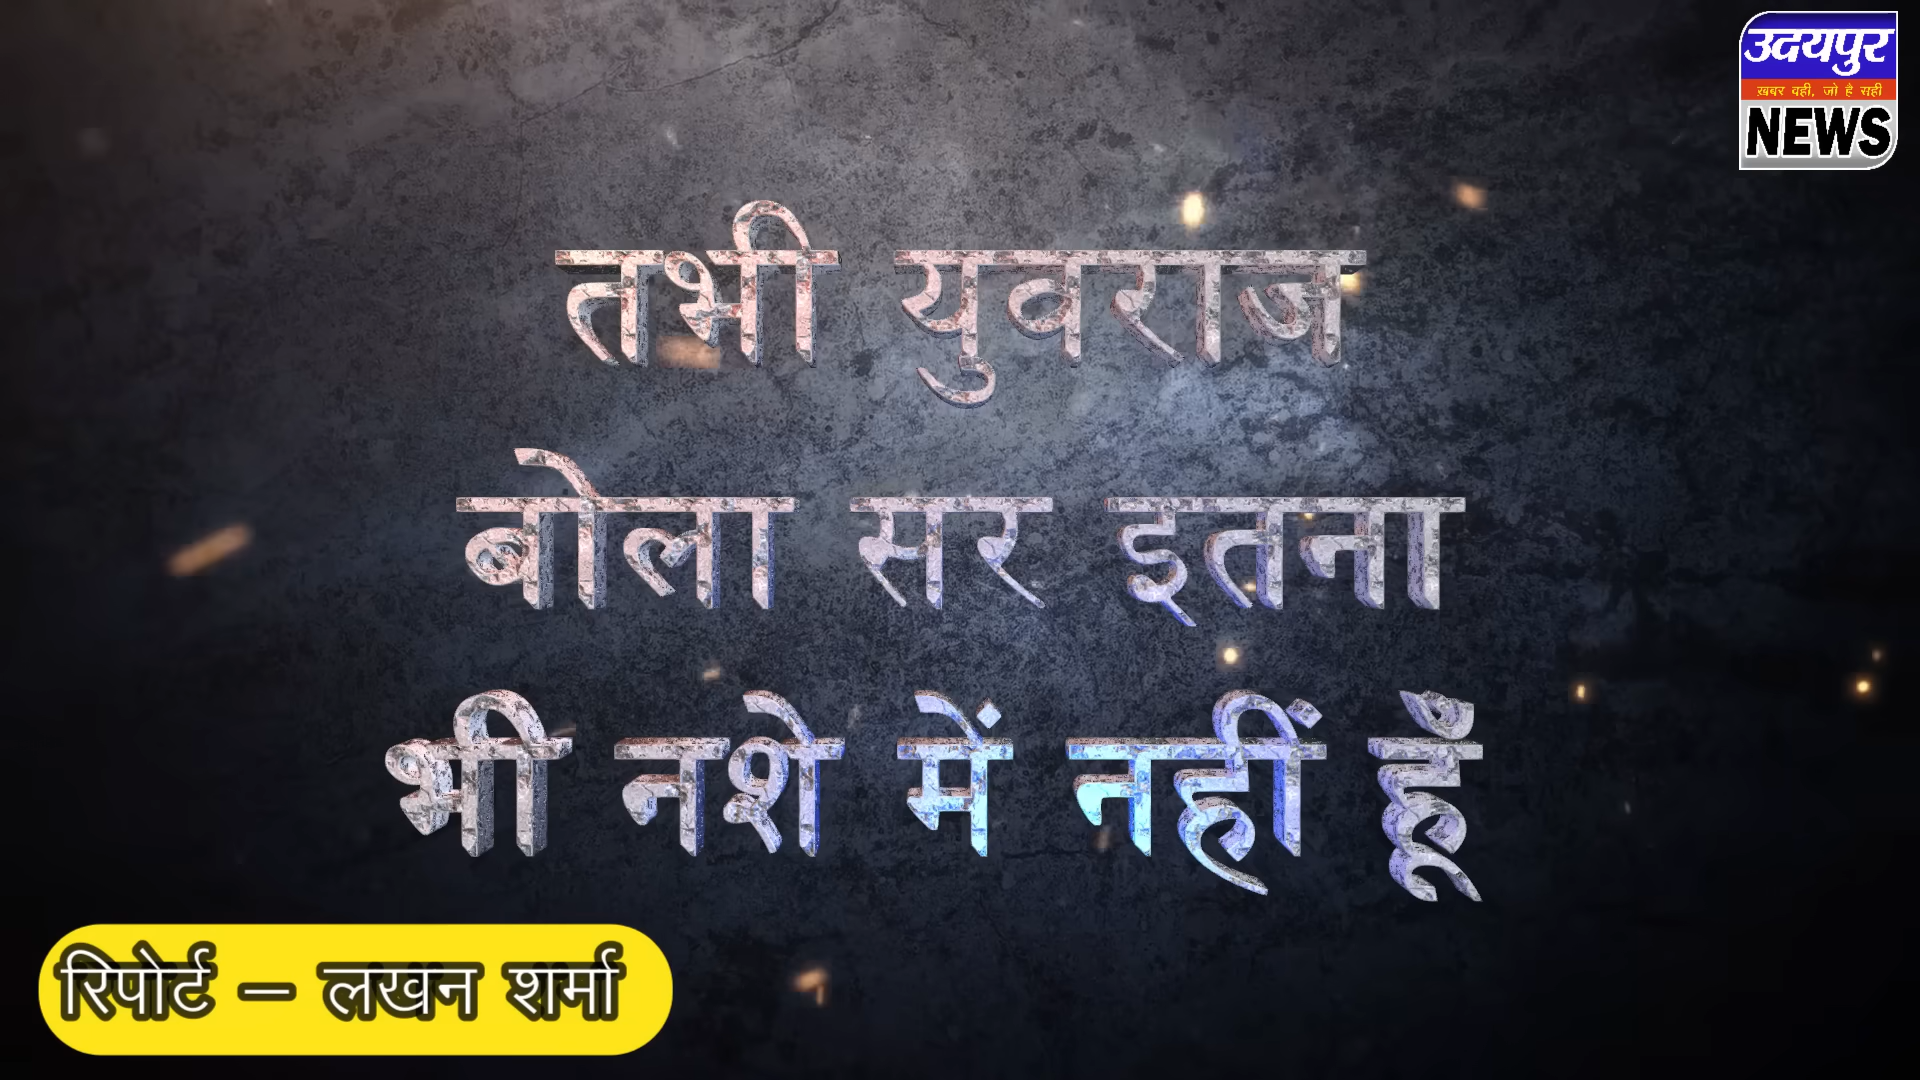 उदयपुर
ख़बर वही, जो है सही
NEWS
तभी युवराज
बोला सर इतना
भी नशे में नहीं हूँ
रिपोर्ट – लखन शर्मा